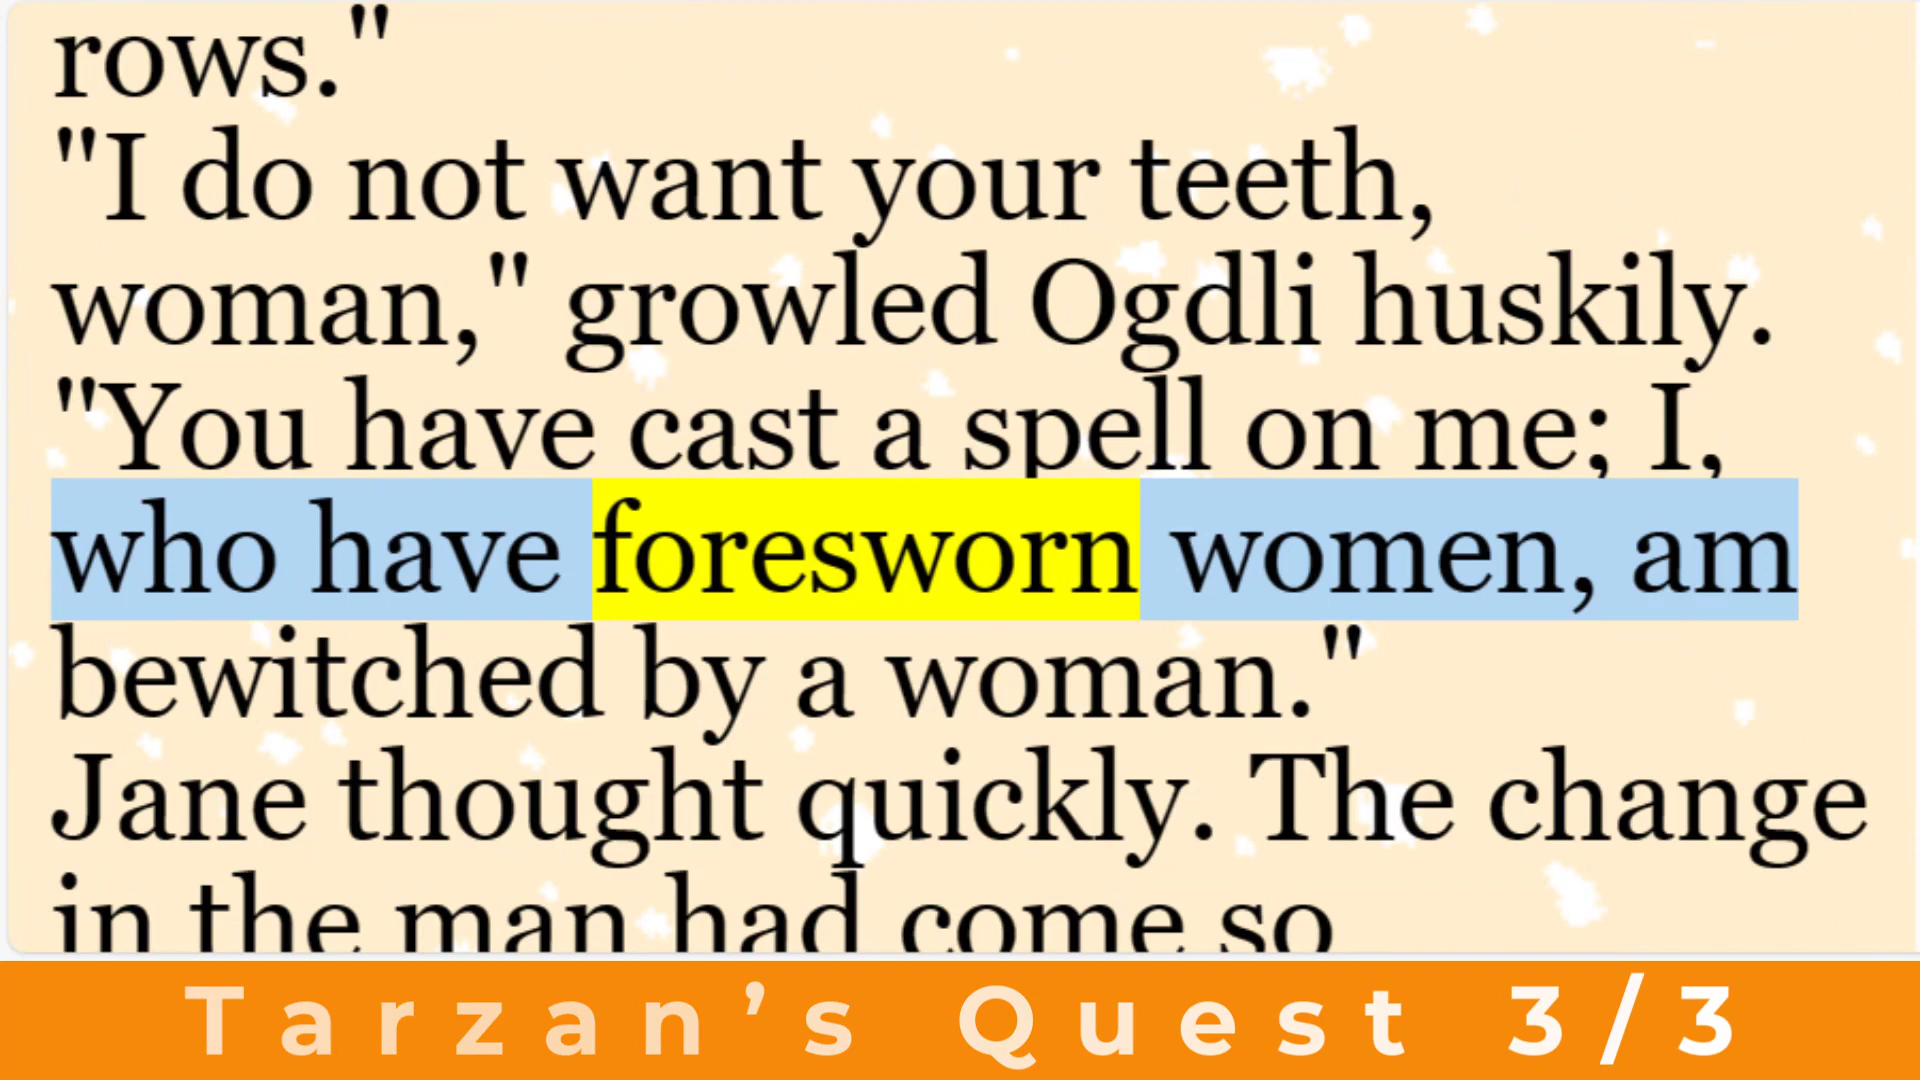 rows."
"I do not want your teeth,
woman," growled Ogdli huskily.
"You have cast a spell on me; I,
who have foresworn women, am
bewitched by a woman."
Jane thought quickly. The change
in the man had come so
Tarzan’s Quest 3/3